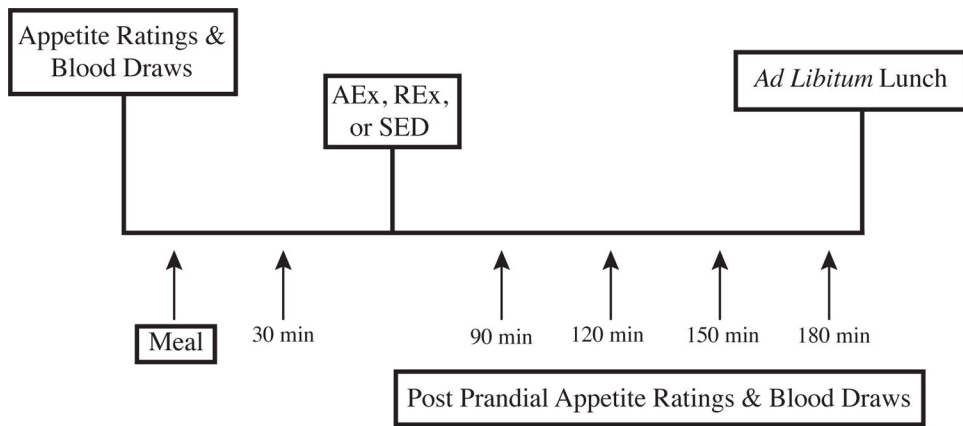 Appetite Ratings &
Blood Draws
AEx, REx,
or SED
Ad Libitum Lunch
Meal
30 min
90 min
120 min
150 min
180 min
Post Prandial Appetite Ratings & Blood Draws